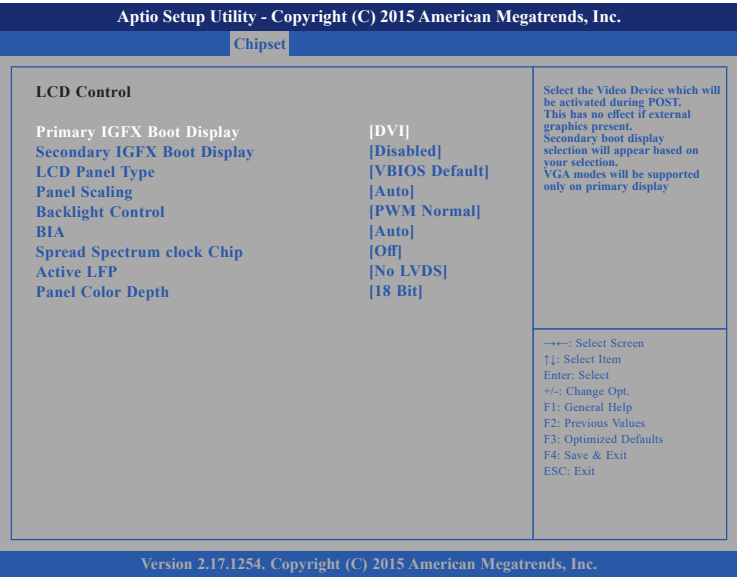 Aptio Setup Utility - Copyright (C) 2015 American Megatrends, Inc.
Chipset
LCD Control
Primary IGFX Boot Display [DVI]
Secondary IGFX Boot Display [Disabled]
LCD Panel Type [VBIOS Default]
Panel Scaling [Auto]
Backlight Control [PWM Normal]
BIA [Auto]
Spread Spectrum clock Chip [Off]
Active LFP [No LVDS]
Panel Color Depth [18 Bit]
Select the Video Device which will
be activated during POST.
This has no effect if external
graphics present.
Secondary boot display
selection will appear based on
your selection.
VGA modes will be supported
only on primary display
→←: Select Screen
↑↓: Select Item
Enter: Select
+/-: Change Opt.
F1: General Help
F2: Previous Values
F3: Optimized Defaults
F4: Save & Exit
ESC: Exit
Version 2.17.1254. Copyright (C) 2015 American Megatrends, Inc.